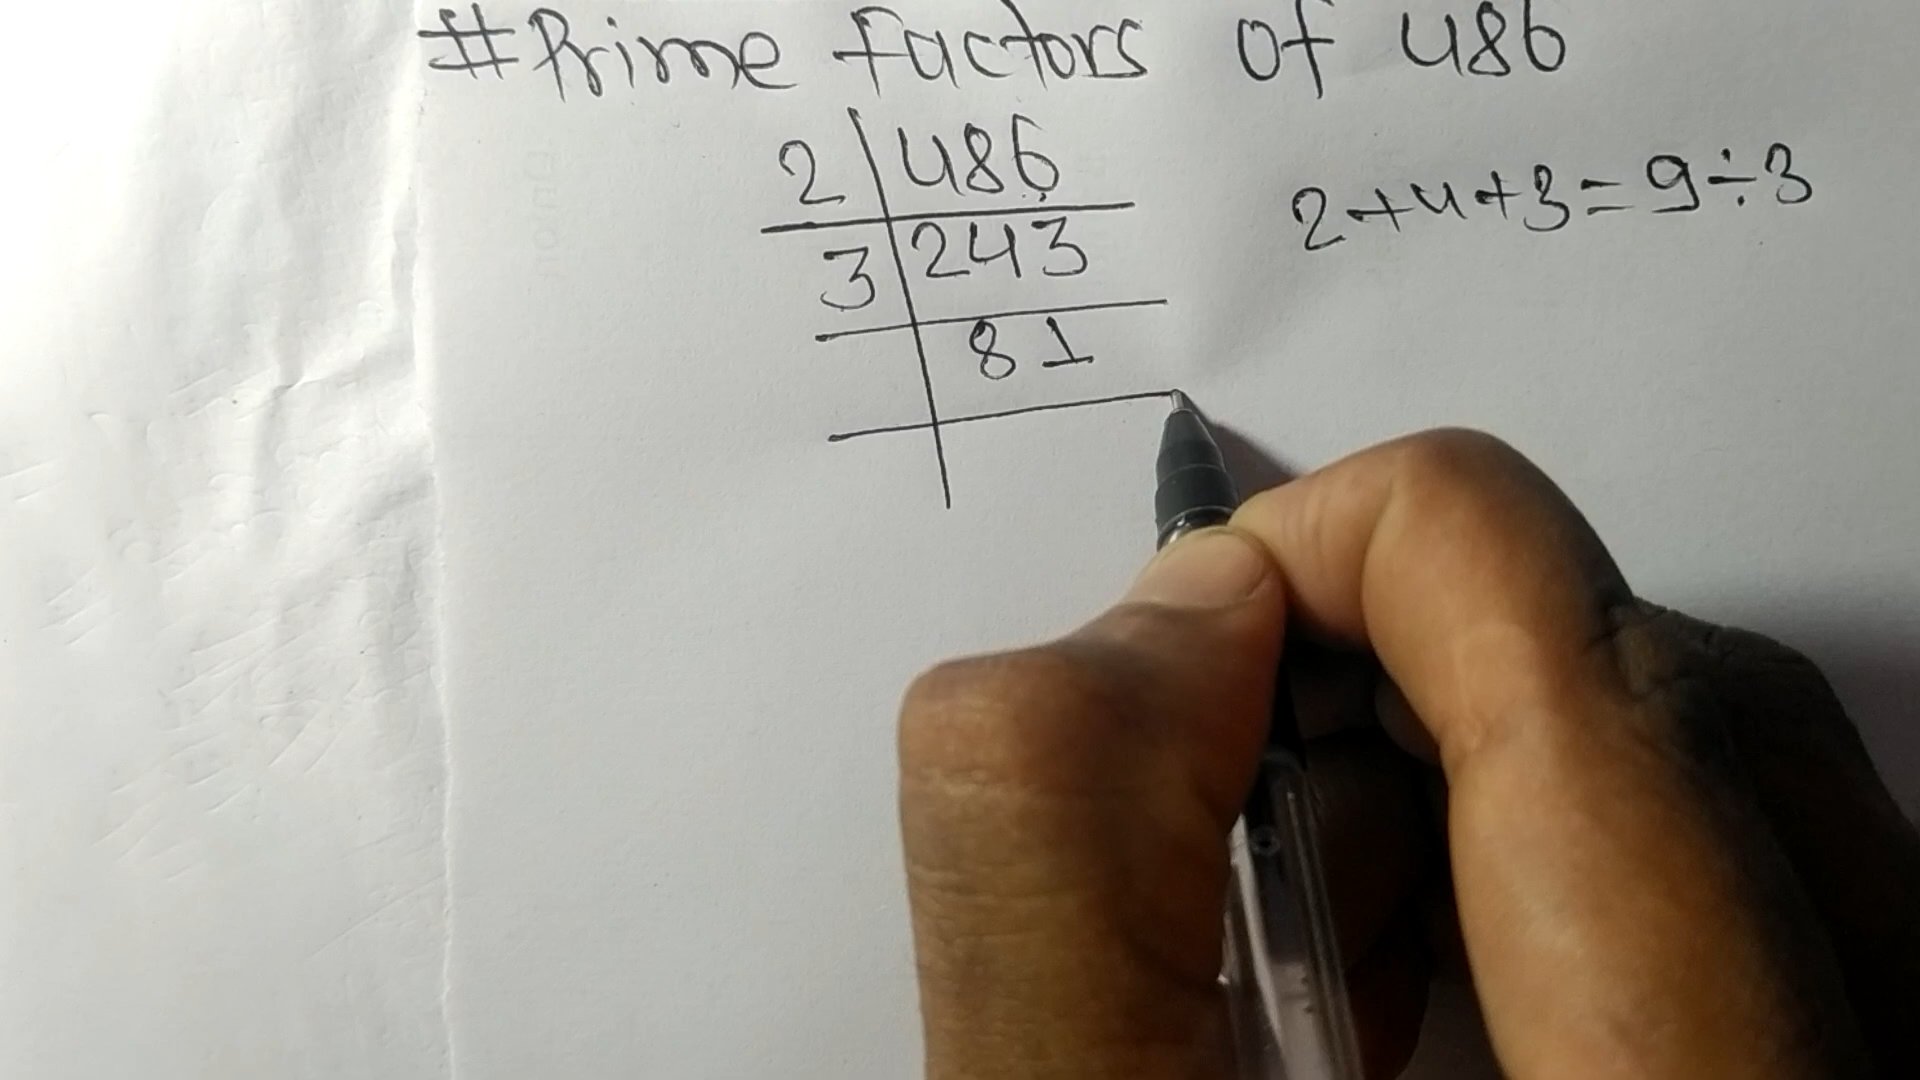 #Prime factors of 486
2 | 486
3 | 243
81
2+4+3=9÷3